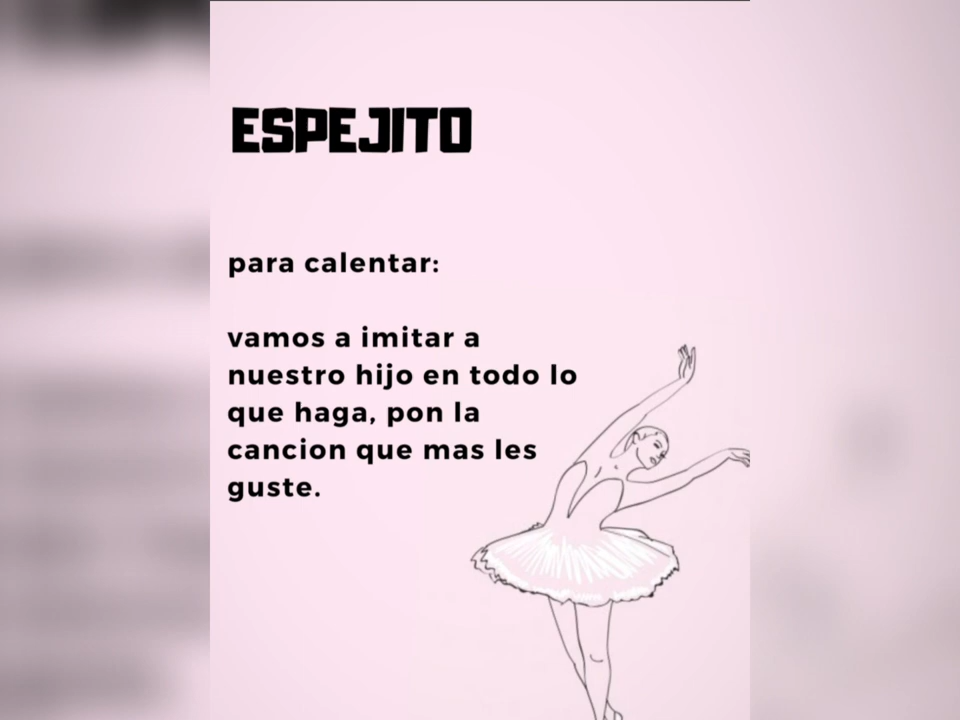 ESPEJITO
para calentar:
vamos a imitar a
nuestro hijo en todo lo
que haga, pon la
cancion que mas les
guste.